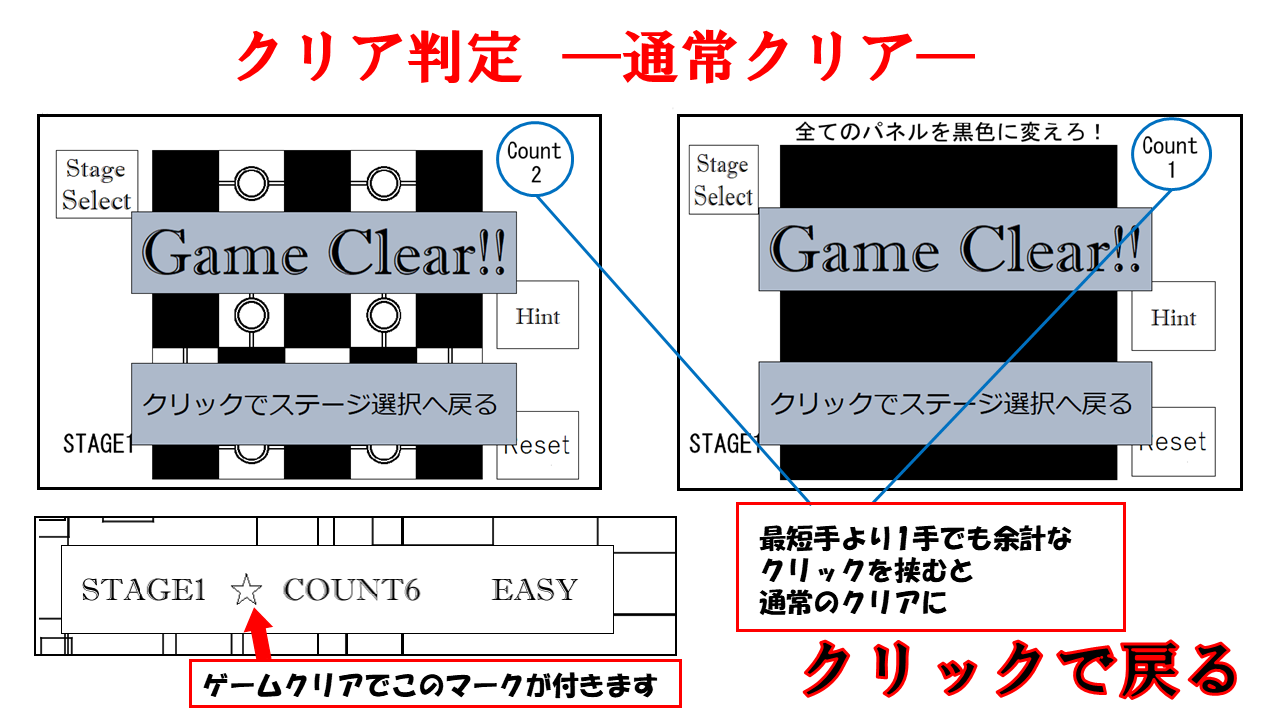 クリア判定 ―通常クリア―
Stage
Select
Count
2
Game Clear!!
Hint
クリックでステージ選択へ戻る
STAGE1
Reset
全てのパネルを黒色に変えろ！
Stage
Select
Count
1
Game Clear!!
Hint
クリックでステージ選択へ戻る
STAGE1
Reset
最短手より1手でも余計な
クリックを挟むと
通常のクリアに
STAGE1 ☆ COUNT6 EASY
ゲームクリアでこのマークが付きます
クリックで戻る